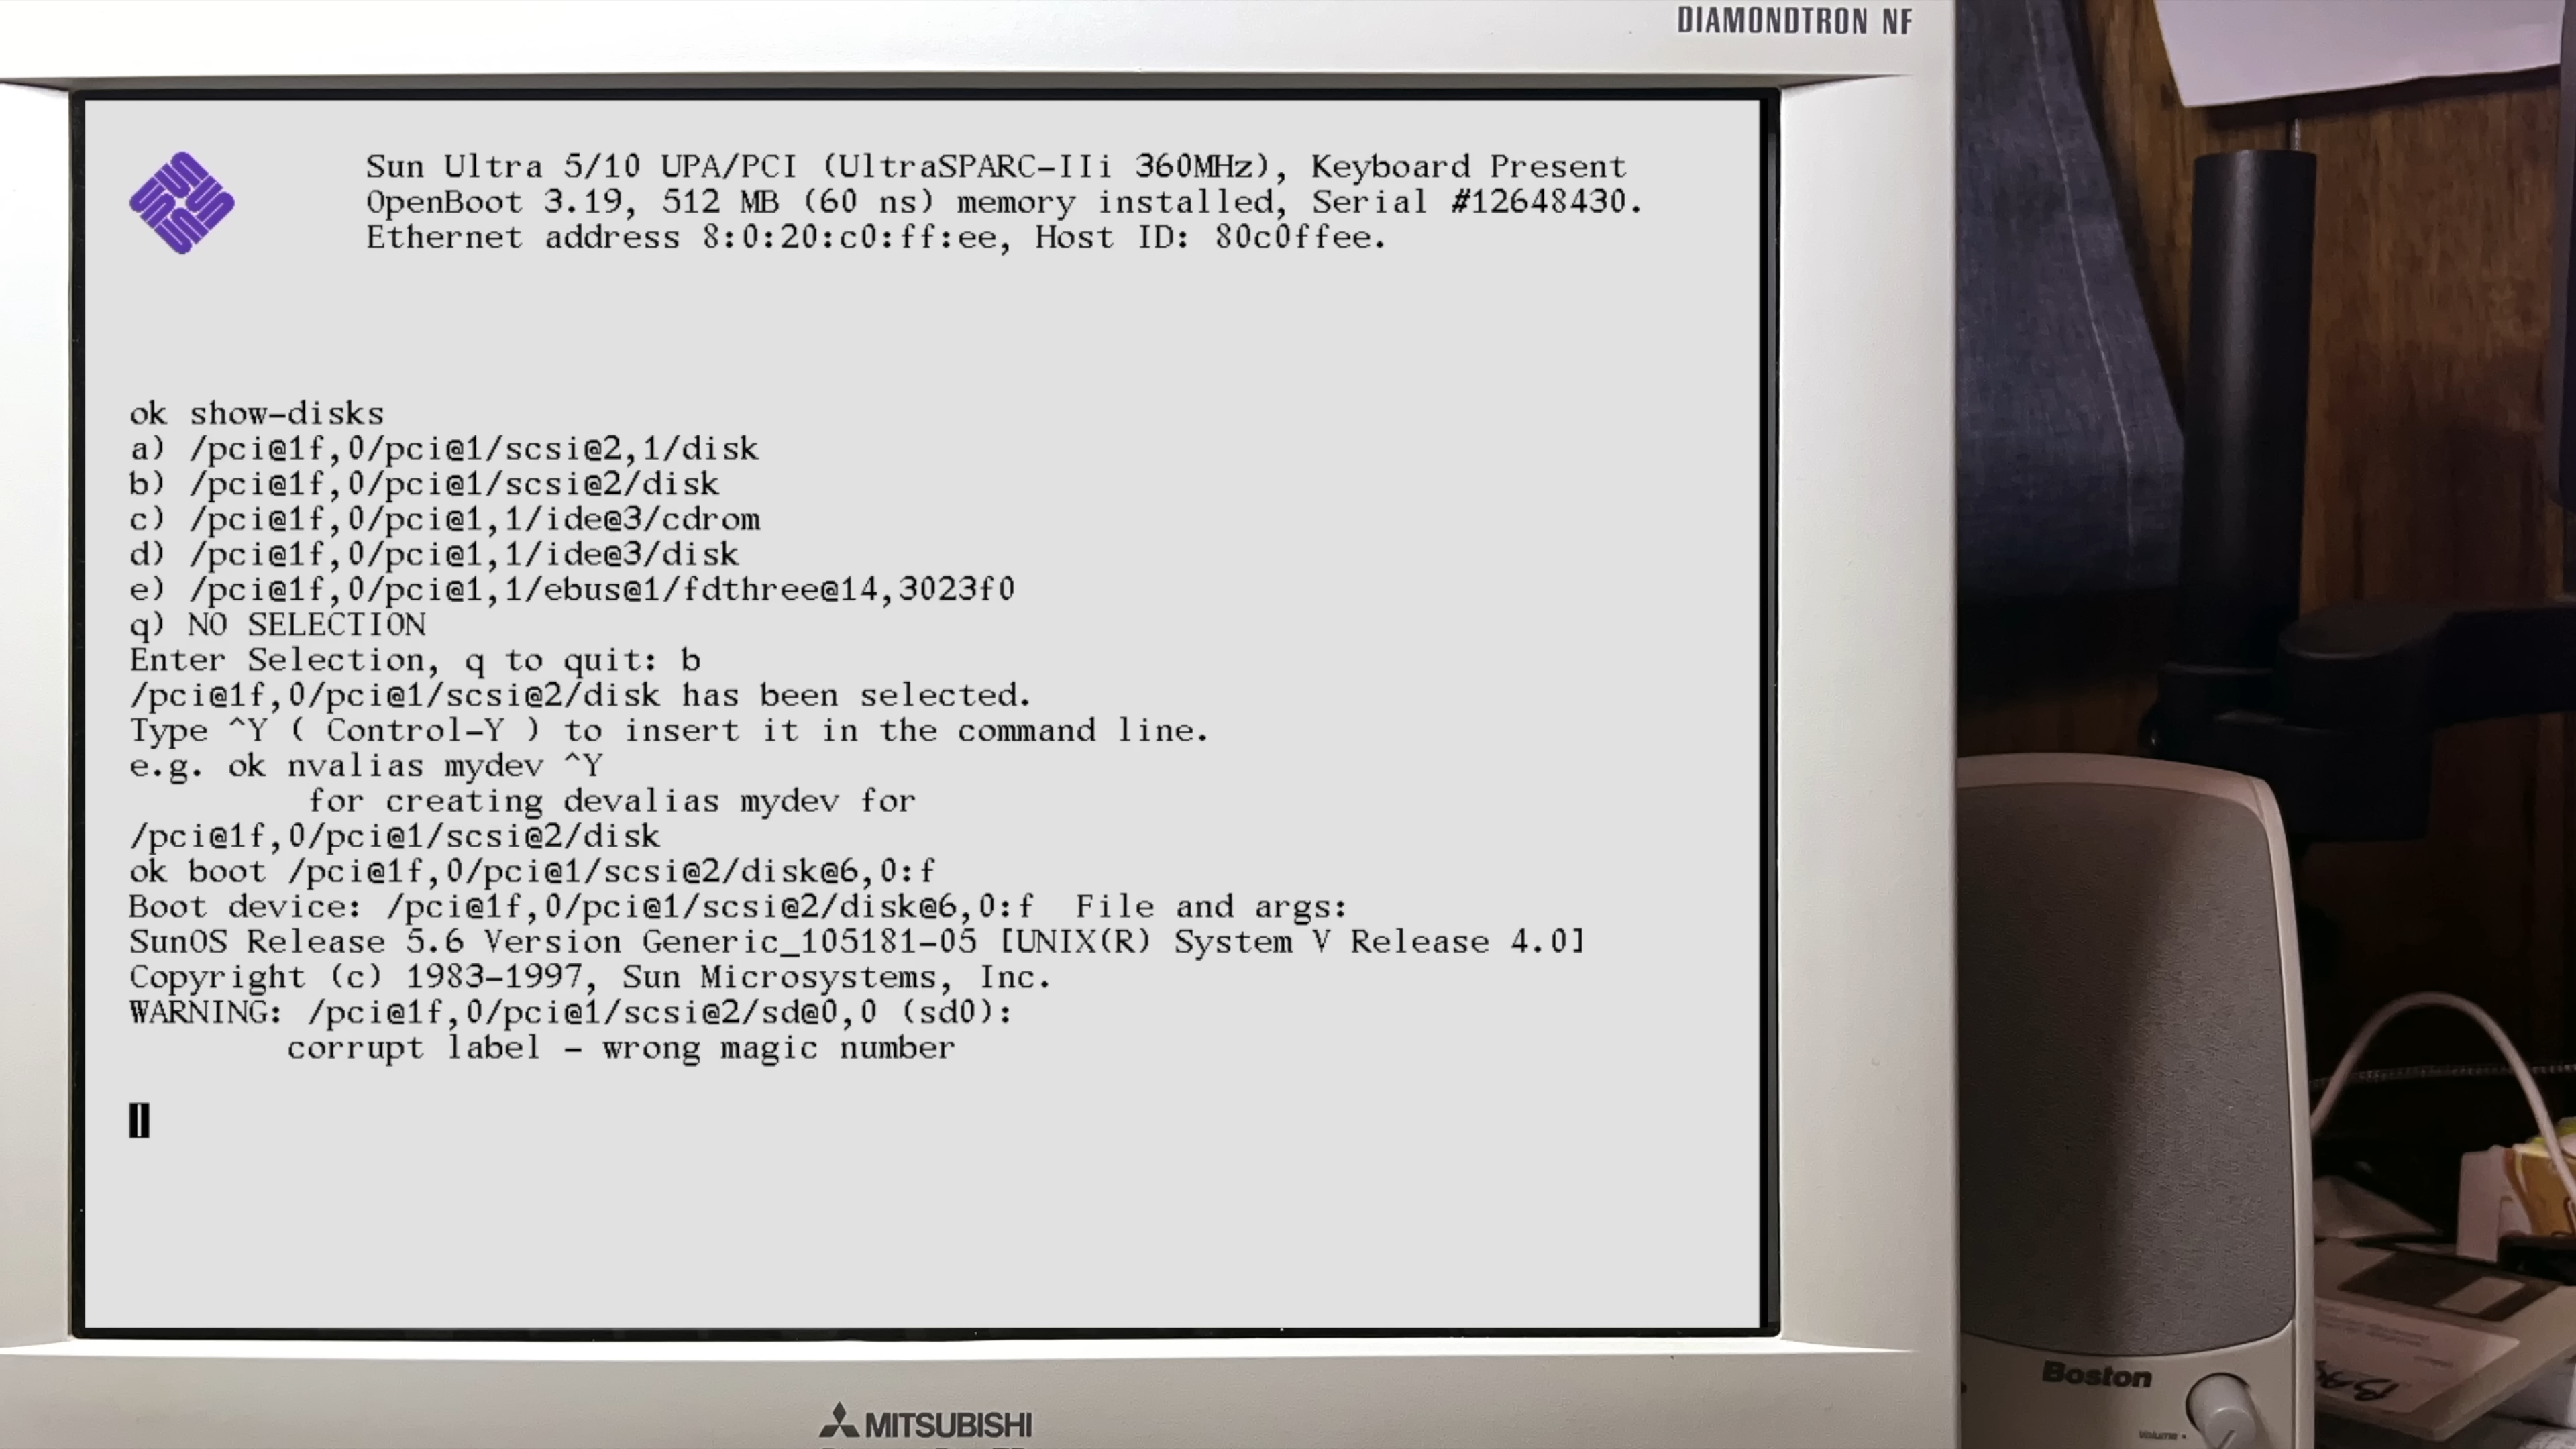 DIAMONDTRON NF
Sun Ultra 5/10 UPA/PCI (UltraSPARC-IIi 360MHz), Keyboard Present
OpenBoot 3.19, 512 MB (60 ns) memory installed, Serial #12648430.
Ethernet address 8:0:20:c0:ff:ee, Host ID: 80c0ffee.
ok show-disks
a) /pci@1f,0/pci@1/scsi@2,1/disk
b) /pci@1f,0/pci@1/scsi@2/disk
c) /pci@1f,0/pci@1,1/ide@3/cdrom
d) /pci@1f,0/pci@1,1/ide@3/disk
e) /pci@1f,0/pci@1,1/ebus@1/fdthree@14,3023f0
q) NO SELECTION
Enter Selection, q to quit: b
/pci@1f,0/pci@1/scsi@2/disk has been selected.
Type ^Y ( Control-Y ) to insert it in the command line.
e.g. ok nvalias mydev ^Y
for creating devalias mydev for
/pci@1f,0/pci@1/scsi@2/disk
ok boot /pci@1f,0/pci@1/scsi@2/disk@6,0:f
Boot device: /pci@1f,0/pci@1/scsi@2/disk@6,0:f  File and args:
SunOS Release 5.6 Version Generic_105181-05 [UNIX(R) System V Release 4.0]
Copyright (c) 1983-1997, Sun Microsystems, Inc.
WARNING: /pci@1f,0/pci@1/scsi@2/sd@0,0 (sd0):
corrupt label - wrong magic number
MITSUBISHI
Boston
Volume